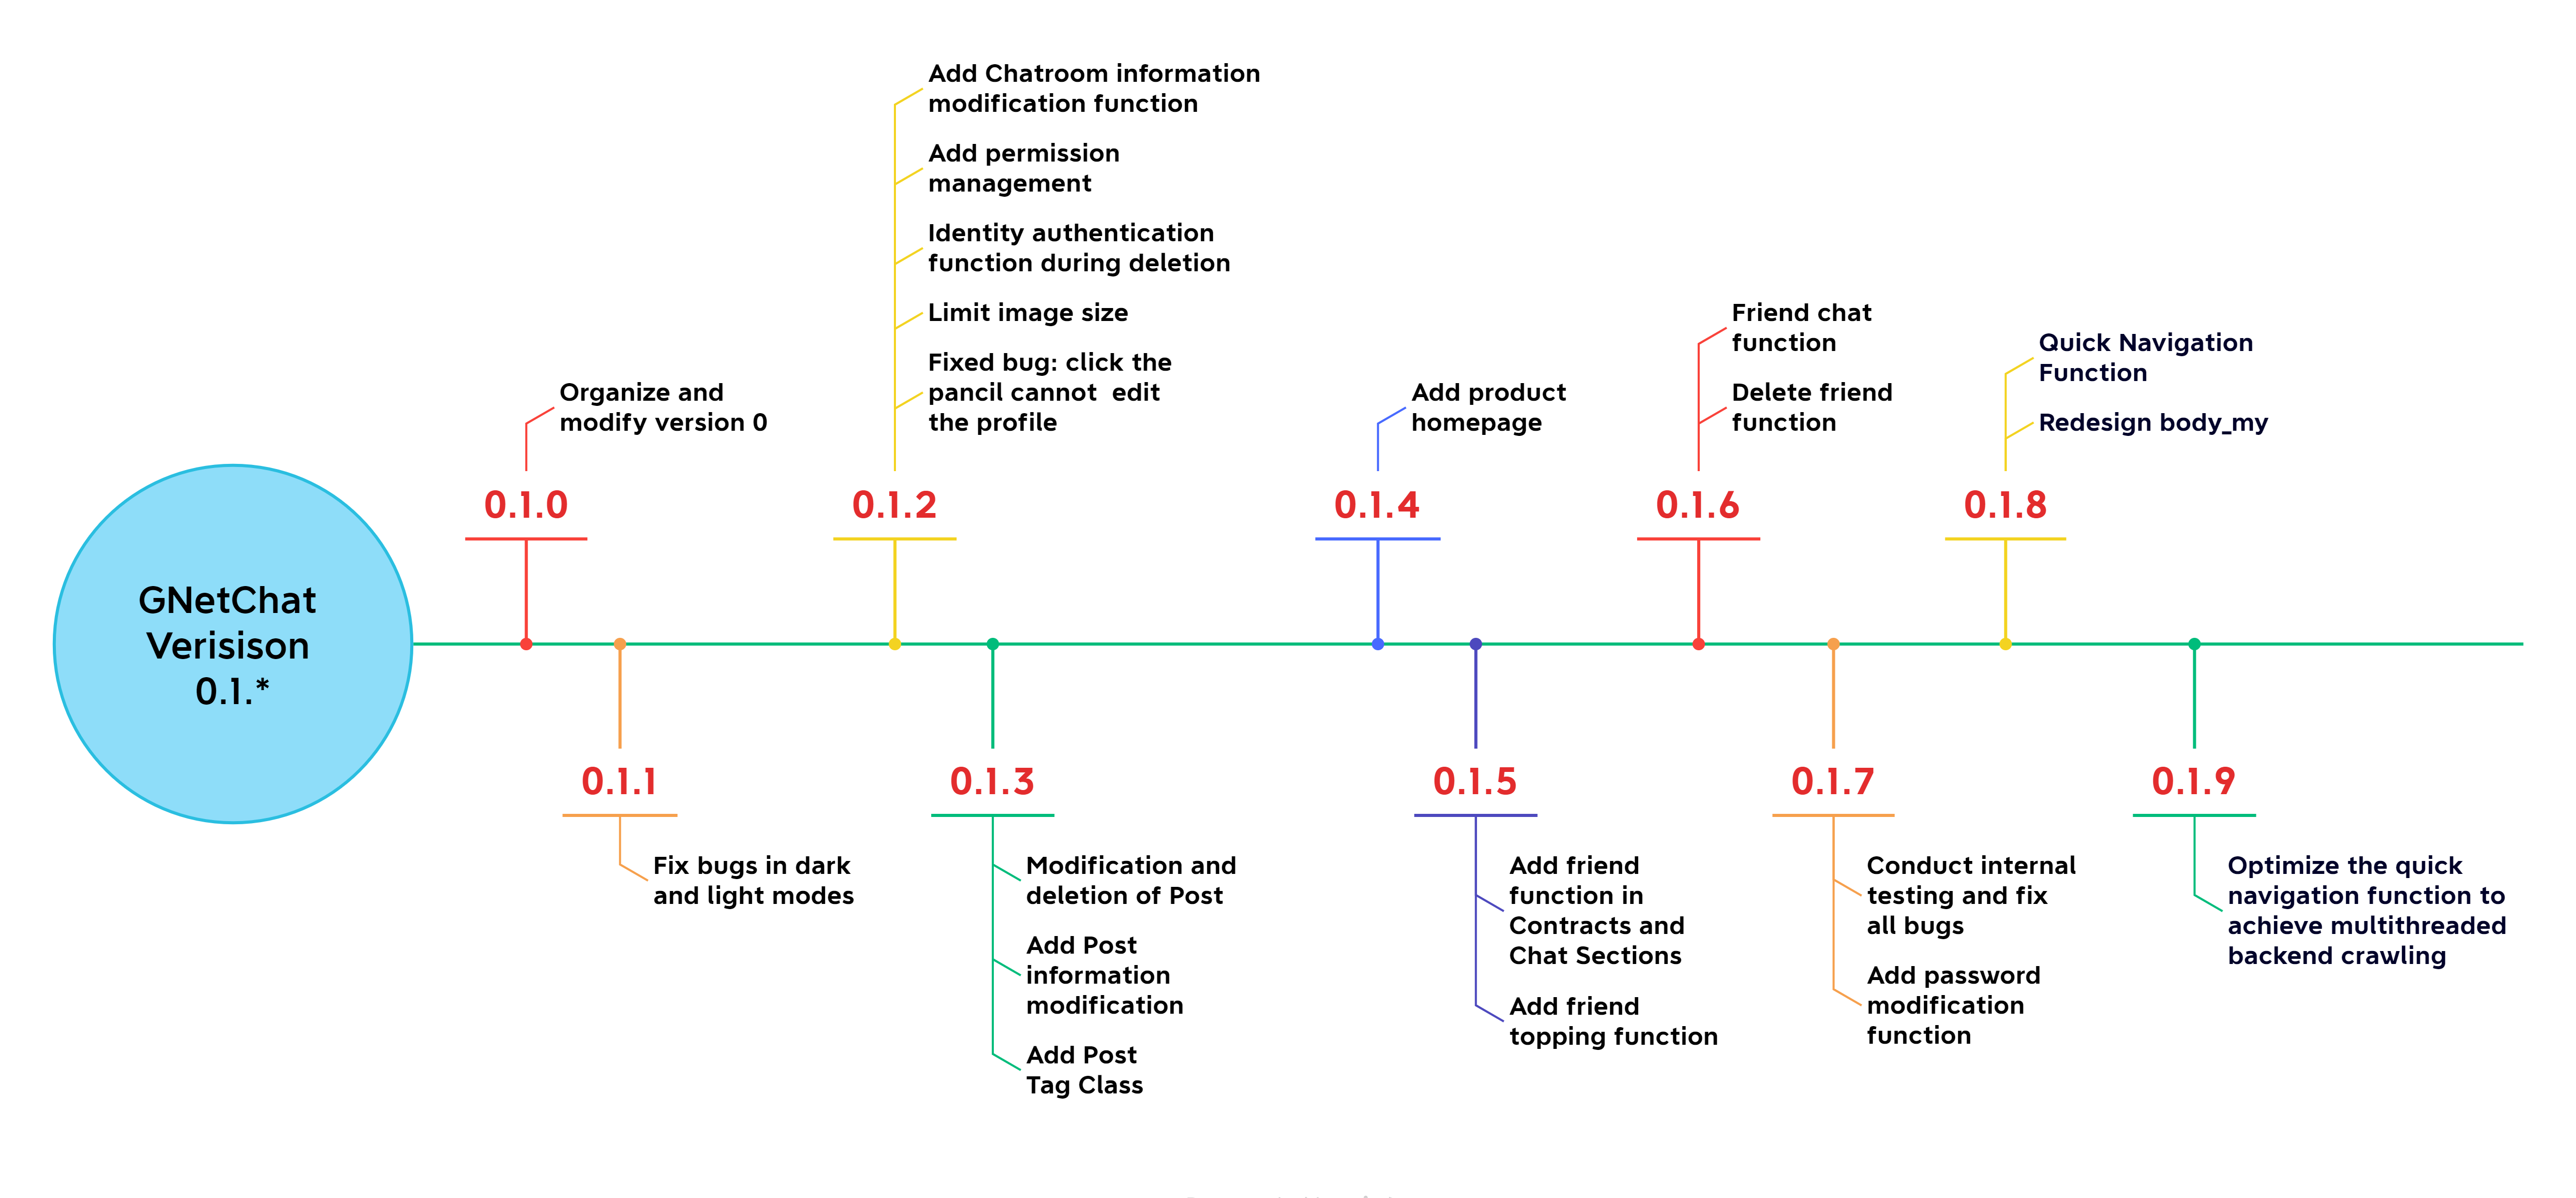 GNetChat
Verisison
0.1.*
0.1.0
Organize and
modify version 0
0.1.1
Fix bugs in dark
and light modes
0.1.2
Add Chatroom information
modification function
Add permission
management
Identity authentication
function during deletion
Limit image size
Fixed bug: click the
pancil cannot  edit
the profile
0.1.3
Modification and
deletion of Post
Add Post
information
modification
Add Post
Tag Class
0.1.4
Add product
homepage
0.1.5
Add friend
function in
Contracts and
Chat Sections
Add friend
topping function
0.1.6
Friend chat
function
Delete friend
function
0.1.7
Conduct internal
testing and fix
all bugs
Add password
modification
function
0.1.8
Quick Navigation
Function
Redesign body_my
0.1.9
Optimize the quick
navigation function to
achieve multithreaded
backend crawling